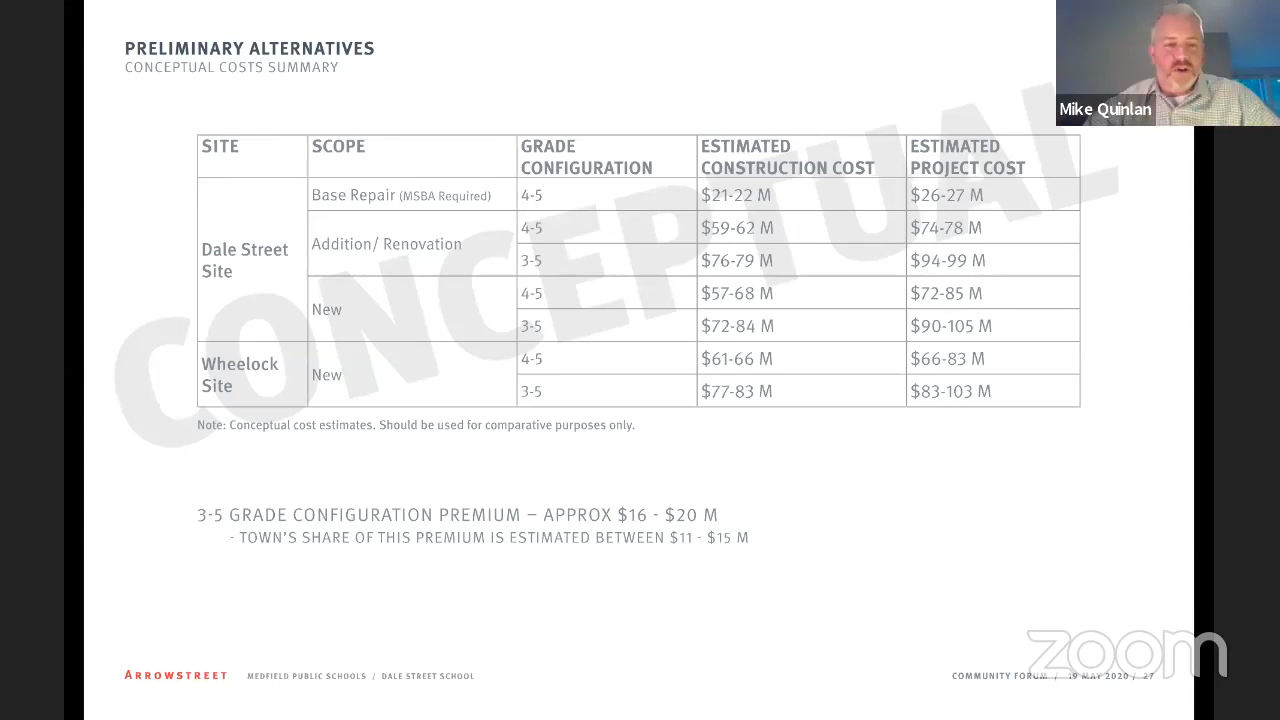 PRELIMINARY ALTERNATIVES
CONCEPTUAL COSTS SUMMARY
Mike Quinlan
CONCEPTUAL
SITE SCOPE GRADE CONFIGURATION ESTIMATED CONSTRUCTION COST ESTIMATED PROJECT COST
Dale Street Site Base Repair (MSBA Required) 4-5 $21-22 M $26-27 M
Addition/ Renovation 4-5 $59-62 M $74-78 M
3-5 $76-79 M $94-99 M
New 4-5 $57-68 M $72-85 M
3-5 $72-84 M $90-105 M
Wheelock Site New 4-5 $61-66 M $66-83 M
3-5 $77-83 M $83-103 M
Note: Conceptual cost estimates. Should be used for comparative purposes only.
3-5 GRADE CONFIGURATION PREMIUM – APPROX $16 - $20 M
- TOWN'S SHARE OF THIS PREMIUM IS ESTIMATED BETWEEN $11 - $15 M
zoom
ARROWSTREET MEDFIELD PUBLIC SCHOOLS / DALE STREET SCHOOL COMMUNITY FORUM / 19 MAY 2020 / 27